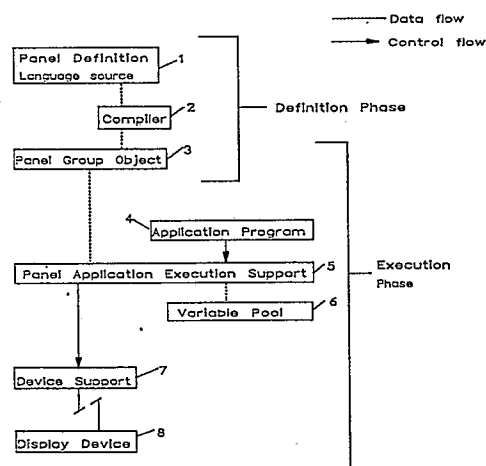 Data flow
Control flow
Panel Definition
Language source
1
2
Compiler
Definition Phase
3
Panel Group Object
4
Application Program
5
Panel Application Execution Support
Execution
Phase
6
Variable Pool
7
Device Support
8
Display Device